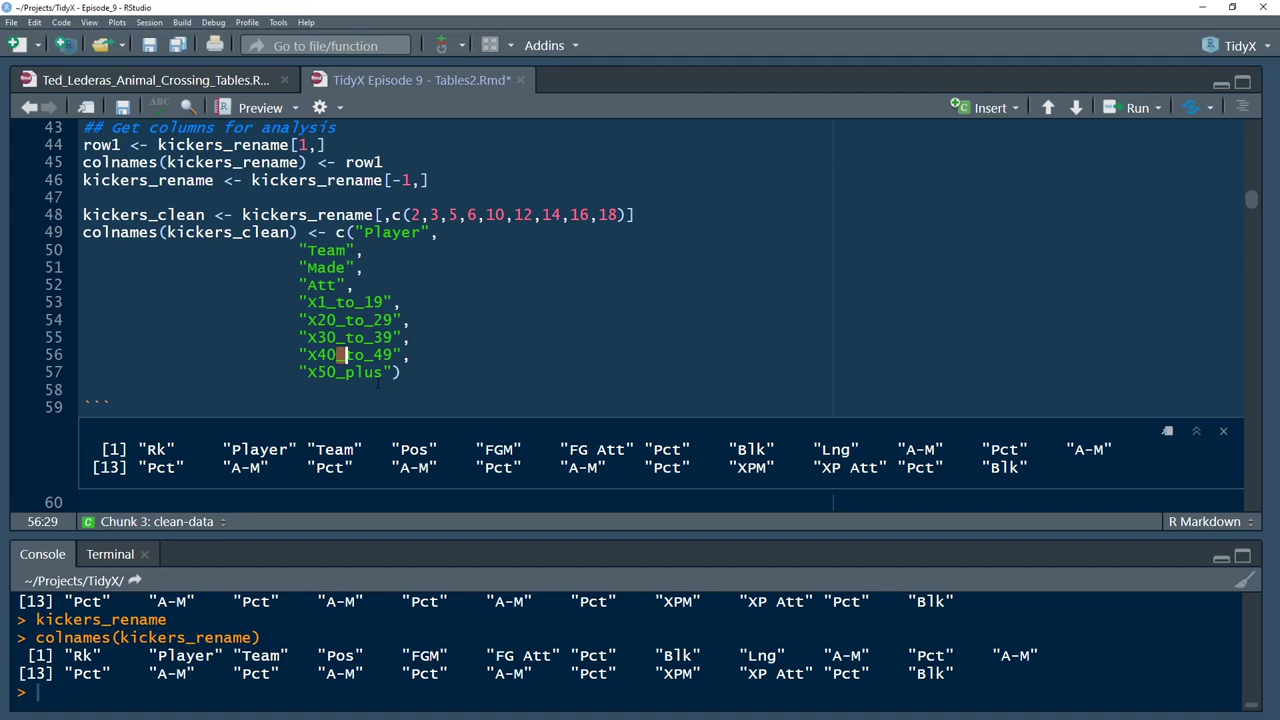 ~/Projects/TidyX - Episode_9 - RStudio
File Edit Code View Plots Session Build Debug Profile Tools Help
Go to file/function Addins TidyX
Ted_Lederas_Animal_Crossing_Tables.R... TidyX Episode 9 - Tables2.Rmd*
ABC Preview Insert Run
43 ## Get columns for analysis
44 row1 <- kickers_rename[1,]
45 colnames(kickers_rename) <- row1
46 kickers_rename <- kickers_rename[-1,]
47
48 kickers_clean <- kickers_rename[,c(2,3,5,6,10,12,14,16,18)]
49 colnames(kickers_clean) <- c("Player",
50 "Team",
51 "Made",
52 "Att",
53 "X1_to_19",
54 "X20_to_29",
55 "X30_to_39",
56 "X40_to_49",
57 "X50_plus")
58
59 ```
[1] "Rk" "Player" "Team" "Pos" "FGM" "FG Att" "Pct" "Blk" "Lng" "A-M" "Pct" "A-M"
[13] "Pct" "A-M" "Pct" "A-M" "Pct" "A-M" "Pct" "XPM" "XP Att" "Pct" "Blk"
60
56:29 Chunk 3: clean-data R Markdown
Console Terminal
~/Projects/TidyX/
[13] "Pct" "A-M" "Pct" "A-M" "Pct" "A-M" "Pct" "XPM" "XP Att" "Pct" "Blk"
> kickers_rename
> colnames(kickers_rename)
[1] "Rk" "Player" "Team" "Pos" "FGM" "FG Att" "Pct" "Blk" "Lng" "A-M" "Pct" "A-M"
[13] "Pct" "A-M" "Pct" "A-M" "Pct" "A-M" "Pct" "XPM" "XP Att" "Pct" "Blk"
>